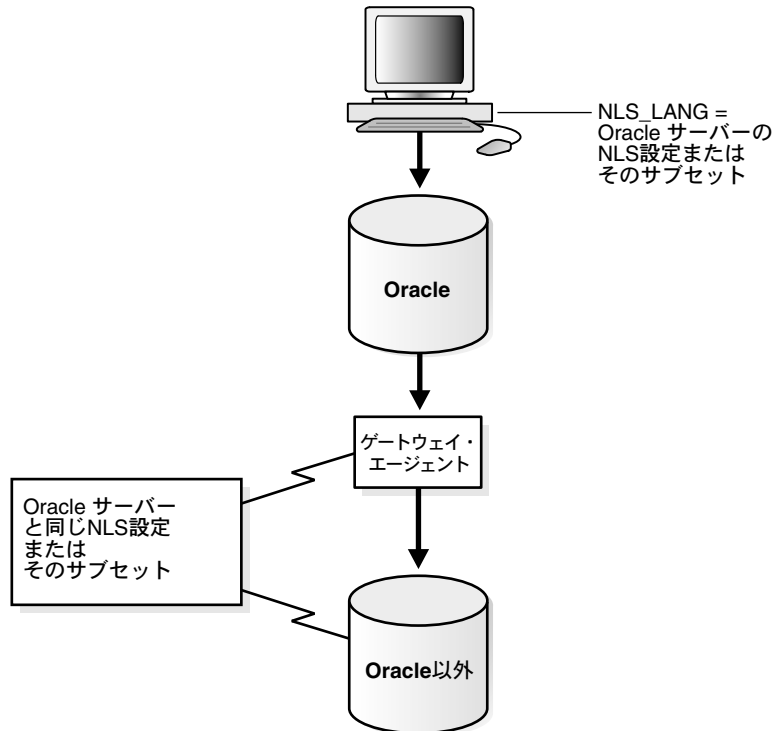 NLS_LANG =
Oracle サーバーの
NLS設定または
そのサブセット
Oracle
ゲートウェイ・
エージェント
Oracle サーバー
と同じNLS設定
または
そのサブセット
Oracle以外